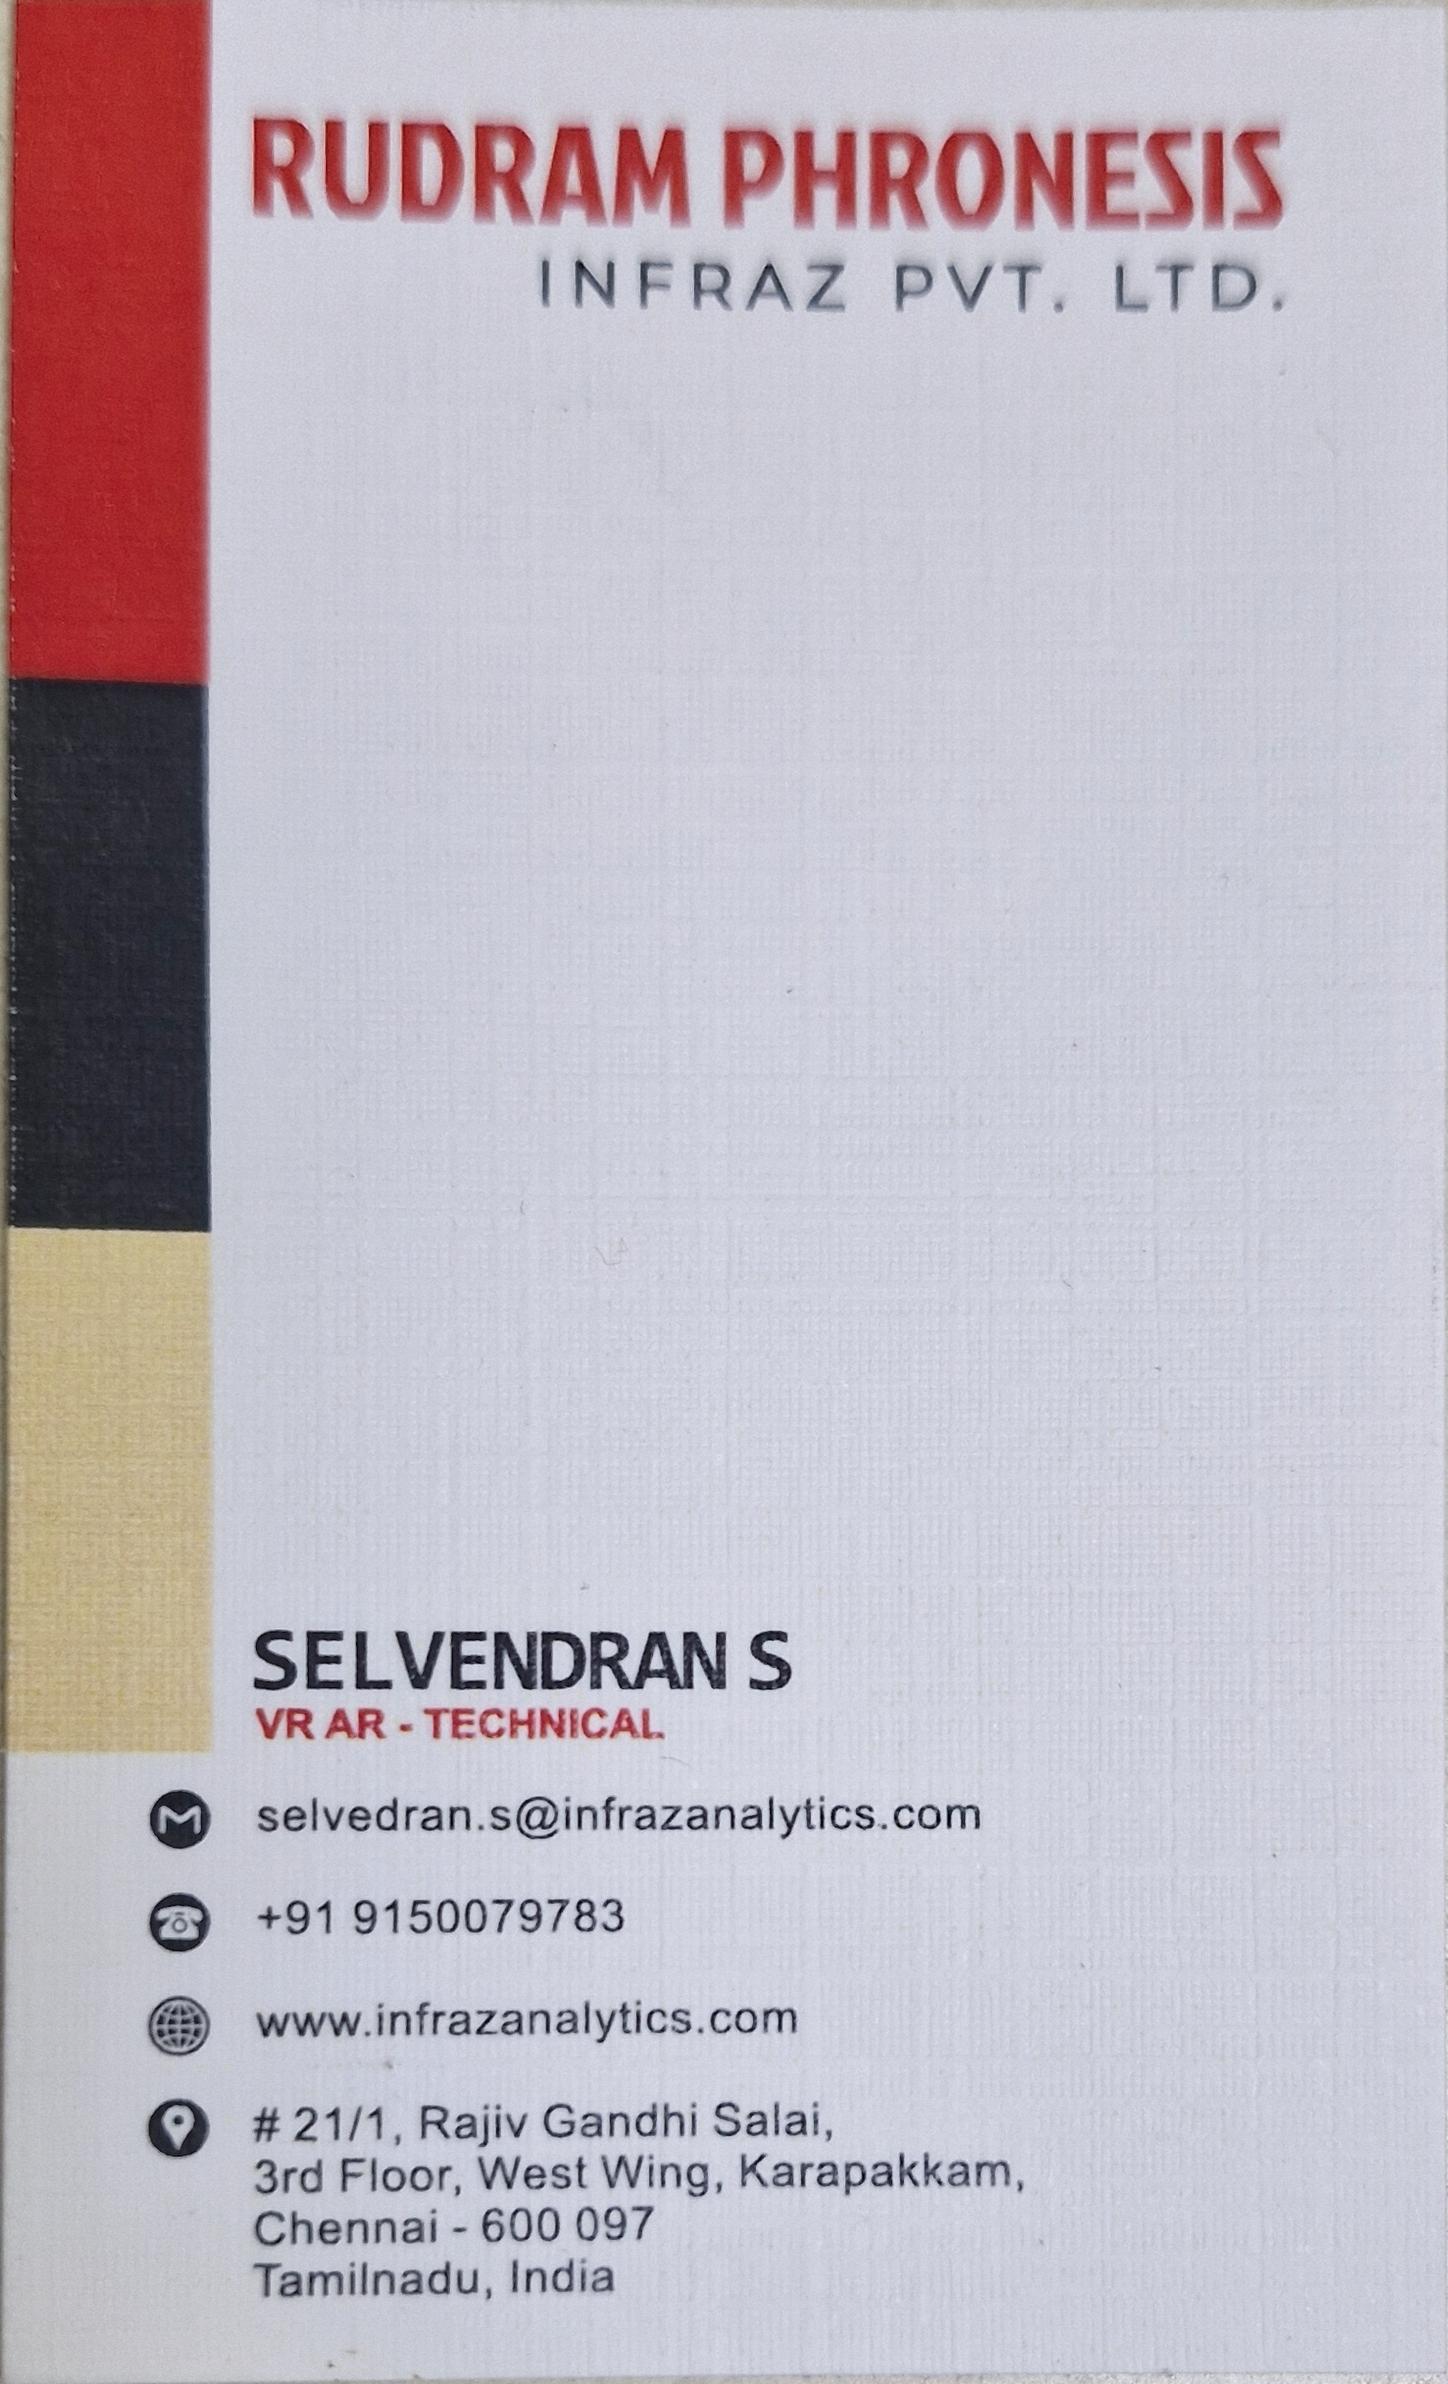 RUDRAM PHRONESIS
INFRAZ PVT. LTD.
SELVENDRAN S
VR AR - TECHNICAL
selvedran.s@infrazanalytics.com
+91 9150079783
www.infrazanalytics.com
# 21/1, Rajiv Gandhi Salai,
3rd Floor, West Wing, Karapakkam,
Chennai - 600 097
Tamilnadu, India